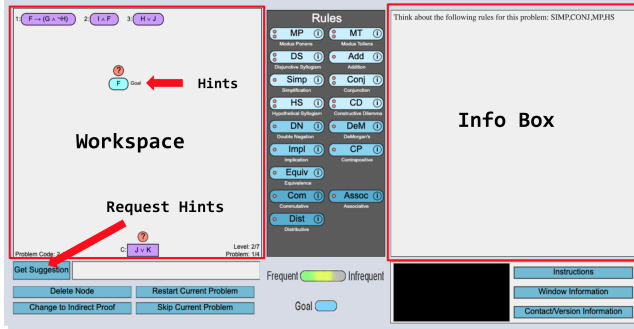 1: F → (G ∧ ¬H) 2: I ∧ F 3: H ∨ J
?
F Goal
Hints
Workspace
Request Hints
?
C: J ∨ K
Level: 2/7
Problem: 1/4
Get Suggestion
Delete Node Restart Current Problem
Change to Indirect Proof Skip Current Problem
Rules
MP i MT i
Modus Ponens Modus Tollens
DS i Add i
Disjunctive Syllogism Addition
Simp i Conj i
Simplification Conjunction
HS i CD i
Hypothetical Syllogism Constructive Dilemma
DN i DeM i
Double Negation DeMorgan's
Impl i CP i
Implication Contrapositive
Equiv i
Equivalence
Com i Assoc i
Commutative Associative
Dist i
Distributive
Frequent Infrequent
Goal
Think about the following rules for this problem: SIMP,CONJ,MP,HS
Info Box
Instructions
Window Information
Contact/Version Information